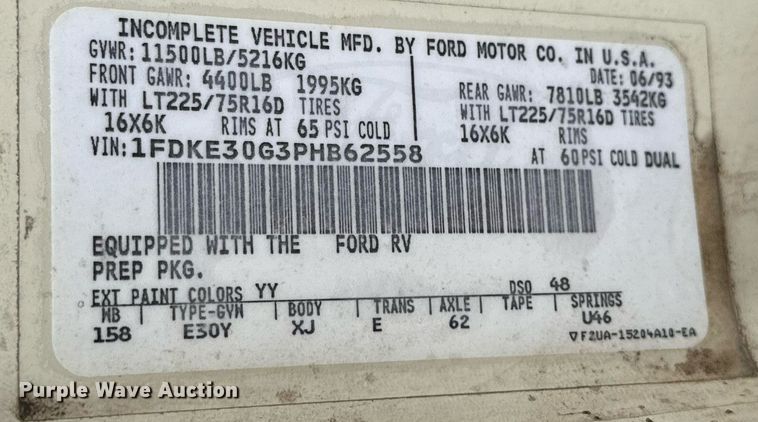 INCOMPLETE VEHICLE MFD. BY FORD MOTOR CO. IN U.S.A.
GVWR: 11500LB/5216KG
DATE: 06/93
FRONT GAWR: 4400LB 1995KG
REAR GAWR: 7810LB 3542KG
WITH LT225/75R16D TIRES
WITH LT225/75R16D TIRES
16X6K RIMS AT 65 PSI COLD
16X6K RIMS
VIN: 1FDKE30G3PHB62558
AT 60PSI COLD DUAL
EQUIPPED WITH THE FORD RV
PREP PKG.
EXT PAINT COLORS YY DSO 48
WB | TYPE-GVW | BODY | TRANS | AXLE | TAPE | SPRINGS
158 E30Y XJ E 62 U46
▽F2UA-15204A10-EA
Purple Wave Auction